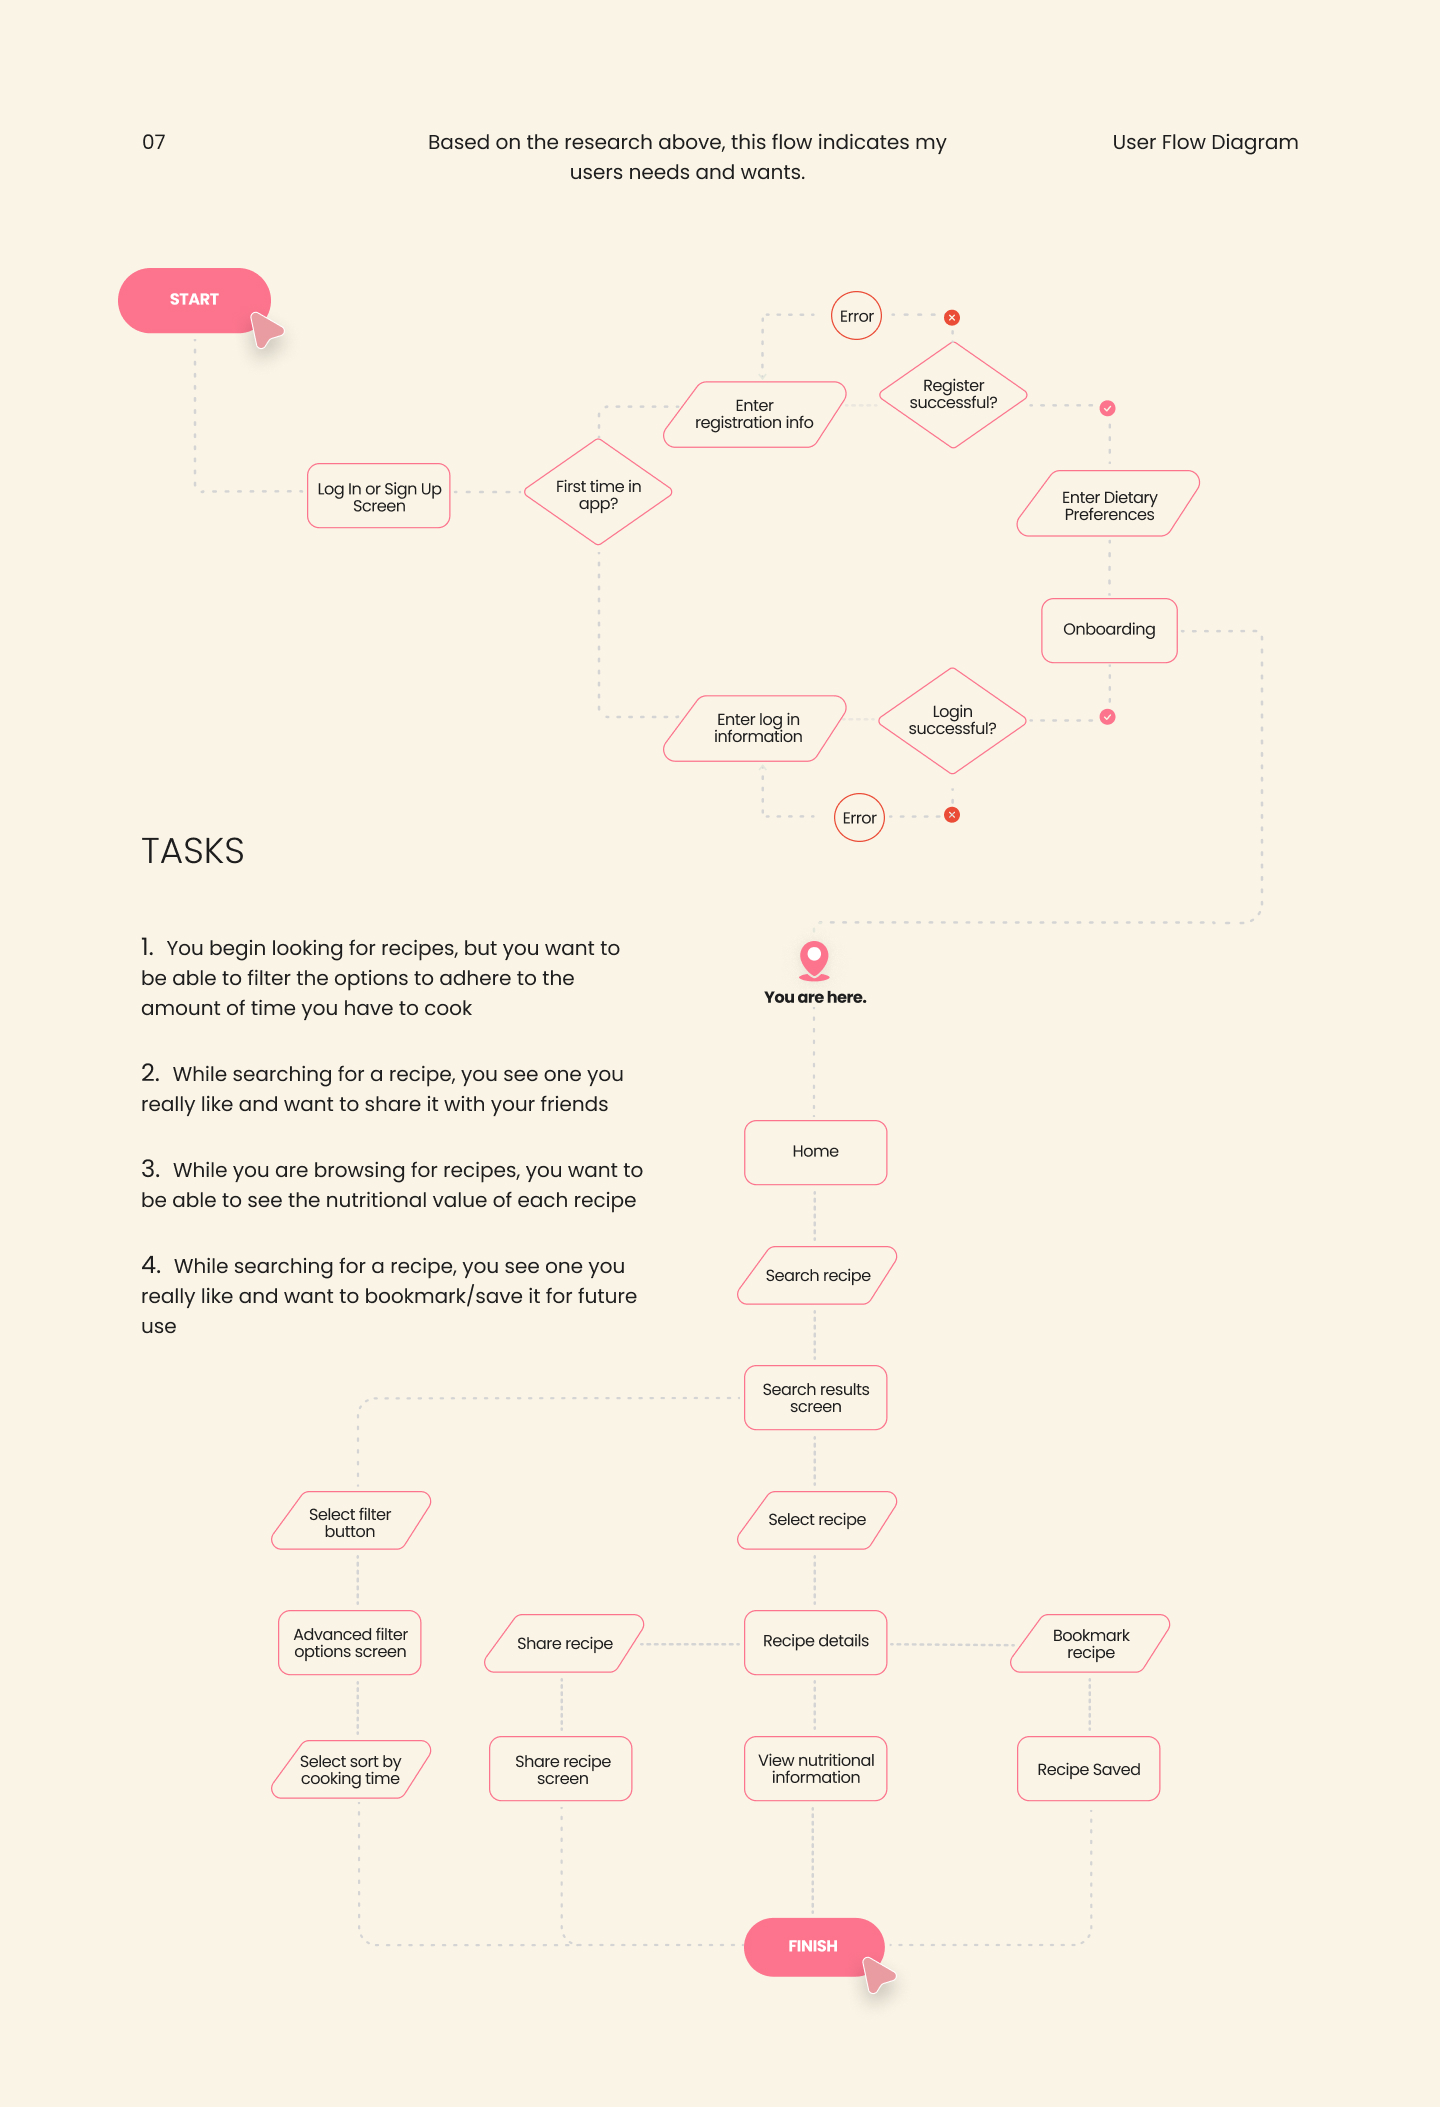 07
Based on the research above, this flow indicates my
users needs and wants.
User Flow Diagram
START
Error
Register
successful?
Enter
registration info
Log In or Sign Up
Screen
First time in
app?
Enter Dietary
Preferences
Onboarding
Enter log in
information
Login
successful?
Error
TASKS
1. You begin looking for recipes, but you want to
be able to filter the options to adhere to the
amount of time you have to cook
2. While searching for a recipe, you see one you
really like and want to share it with your friends
3. While you are browsing for recipes, you want to
be able to see the nutritional value of each recipe
4. While searching for a recipe, you see one you
really like and want to bookmark/save it for future
use
You are here.
Home
Search recipe
Search results
screen
Select filter
button
Select recipe
Advanced filter
options screen
Share recipe
Recipe details
Bookmark
recipe
Select sort by
cooking time
Share recipe
screen
View nutritional
information
Recipe Saved
FINISH